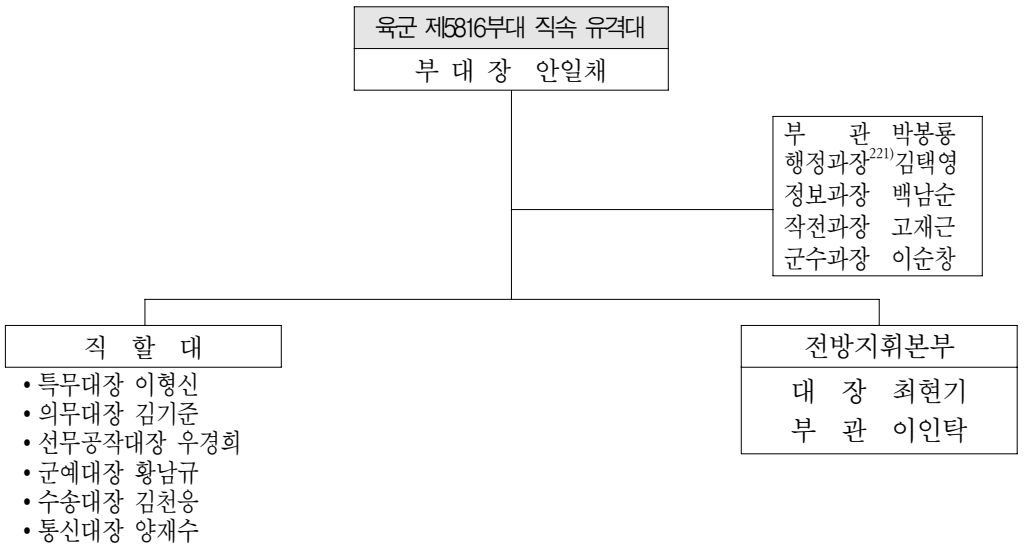 육군 제5816부대 직속 유격대
부 대 장 안일채
부 관 박봉룡
행정과장221)김택영
정보과장 백남순
작전과장 고재근
군수과장 이순창
직 할 대
• 특무대장 이형신
• 의무대장 김기준
• 선무공작대장 우경희
• 군예대장 황남규
• 수송대장 김천응
• 통신대장 양재수
전방지휘본부
대 장 최현기
부 관 이인탁